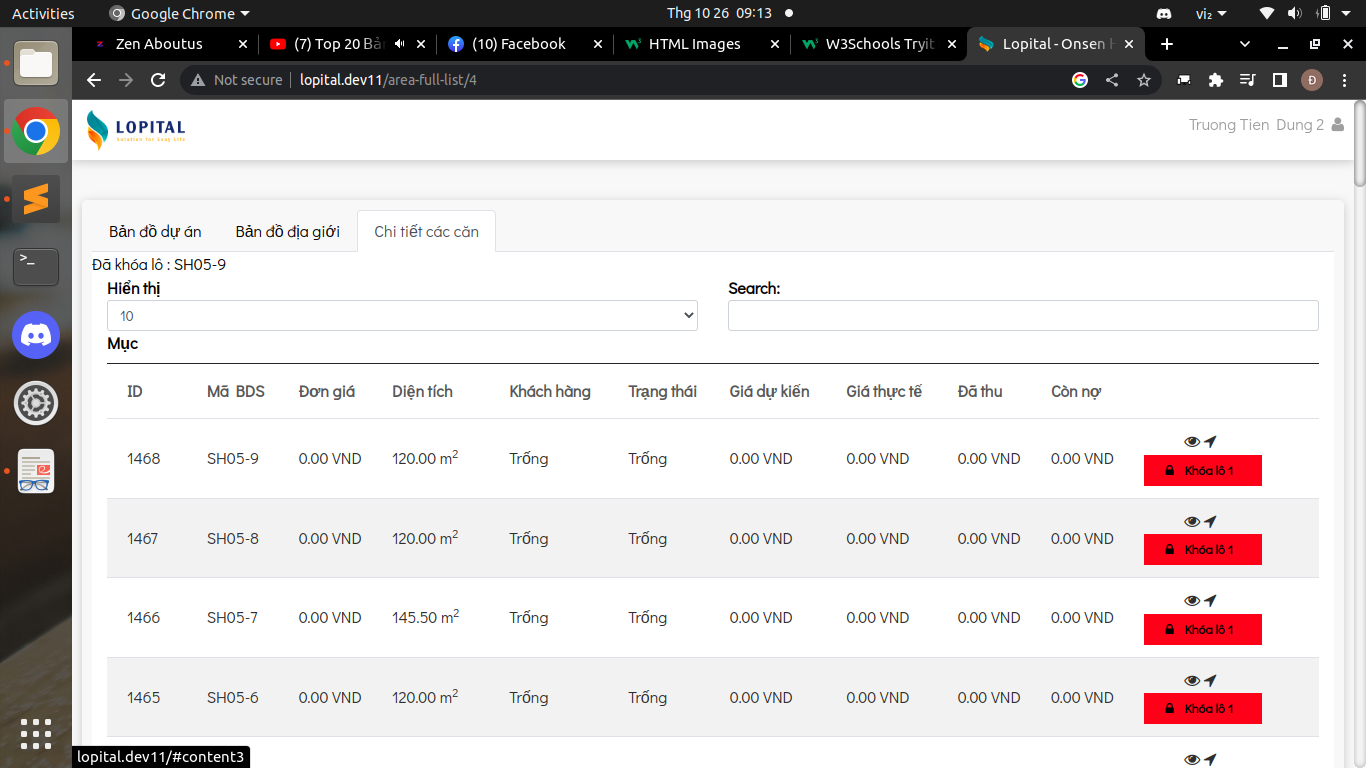 Activities Google Chrome Thg 10 26 09:13 vi₂
Zen Aboutus (7) Top 20 Bản (10) Facebook HTML Images W3Schools Tryit Lopital - Onsen
Not secure lopital.dev11/area-full-list/4 Đ
LOPITAL
Solution for Easy Life
Truong Tien Dung 2
Bản đồ dự án Bản đồ địa giới Chi tiết các căn
Đã khóa lô : SH05-9
Hiển thị Search:
10
Mục
ID Mã BDS Đơn giá Diện tích Khách hàng Trạng thái Giá dự kiến Giá thực tế Đã thu Còn nợ
1468 SH05-9 0.00 VND 120.00 m² Trống Trống 0.00 VND 0.00 VND 0.00 VND 0.00 VND
Khóa lô 1
1467 SH05-8 0.00 VND 120.00 m² Trống Trống 0.00 VND 0.00 VND 0.00 VND 0.00 VND
Khóa lô 1
1466 SH05-7 0.00 VND 145.50 m² Trống Trống 0.00 VND 0.00 VND 0.00 VND 0.00 VND
Khóa lô 1
1465 SH05-6 0.00 VND 120.00 m² Trống Trống 0.00 VND 0.00 VND 0.00 VND 0.00 VND
Khóa lô 1
lopital.dev11/#content3